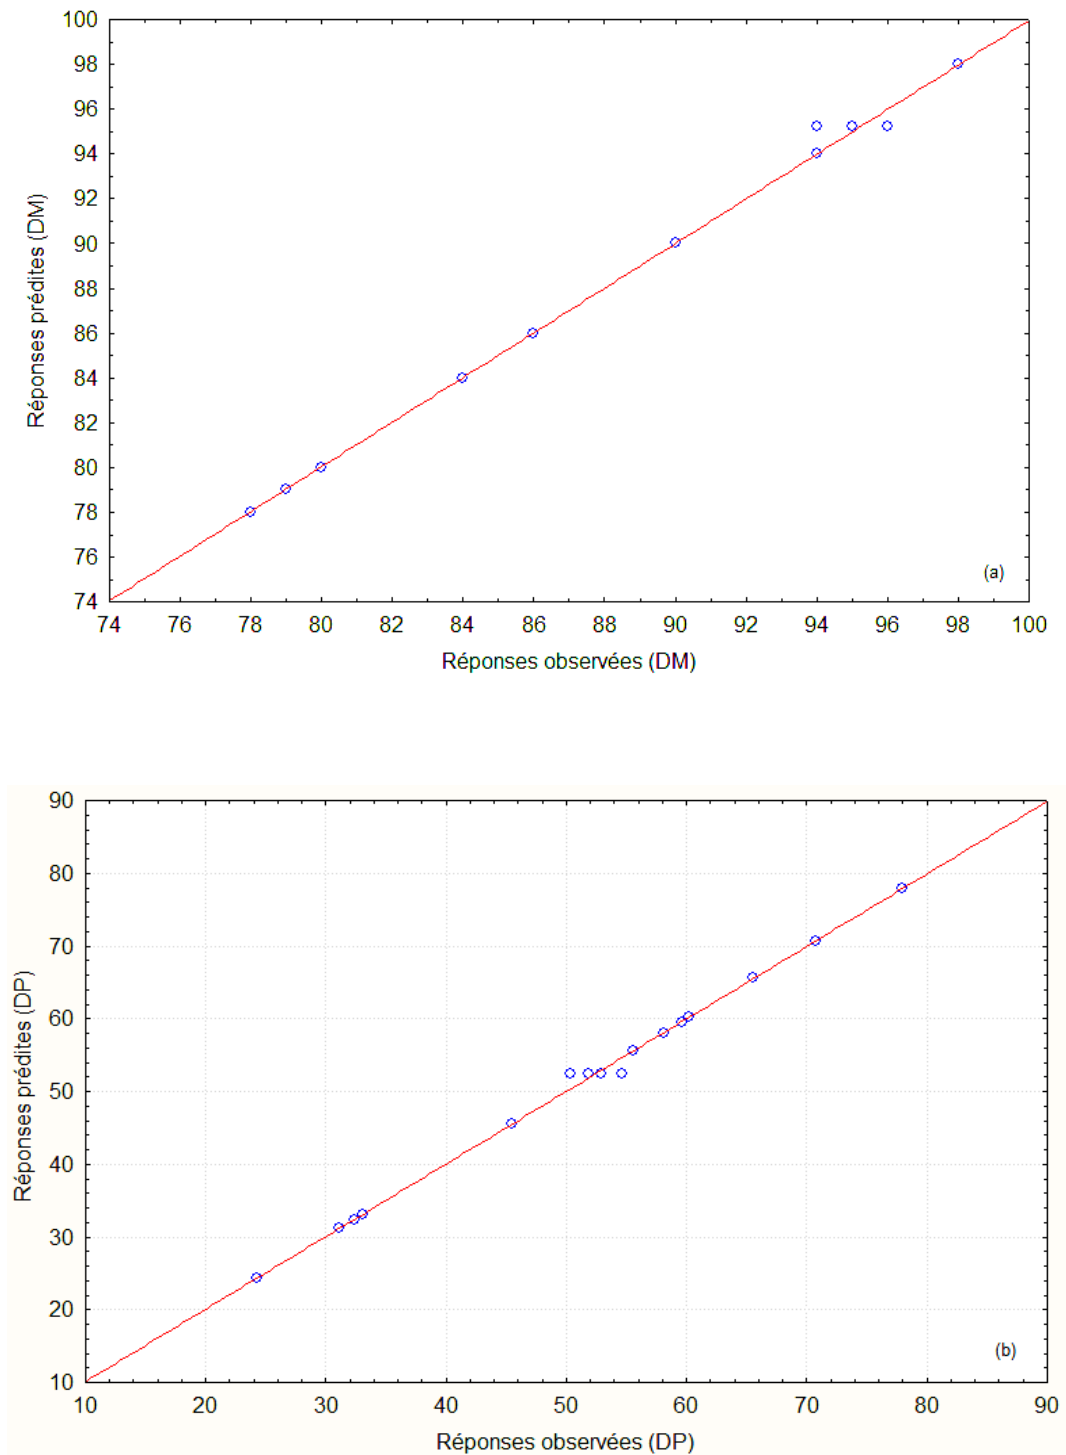 100
98
96
94
92
90
88
86
84
82
80
78
76
74
Réponses prédites (DM)
(a)
74 76 78 80 82 84 86 88 90 92 94 96 98 100
Réponses observées (DM)
90
80
70
60
50
40
30
20
10
Réponses prédites (DP)
(b)
10 20 30 40 50 60 70 80 90
Réponses observées (DP)